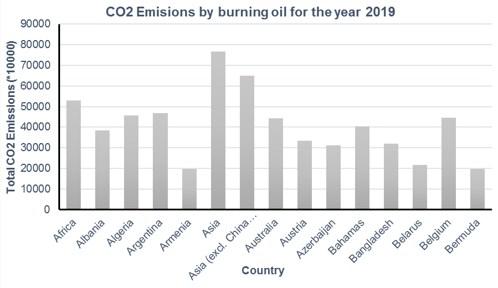 CO2 Emisions by burning oil for the year 2019
Total CO2 Emissions (*10000)
90000
80000
70000
60000
50000
40000
30000
20000
10000
0
Africa
Albania
Algeria
Argentina
Armenia
Asia
Asia (excl. China...
Australia
Austria
Azerbaijan
Bahamas
Bangladesh
Belarus
Belgium
Bermuda
Country